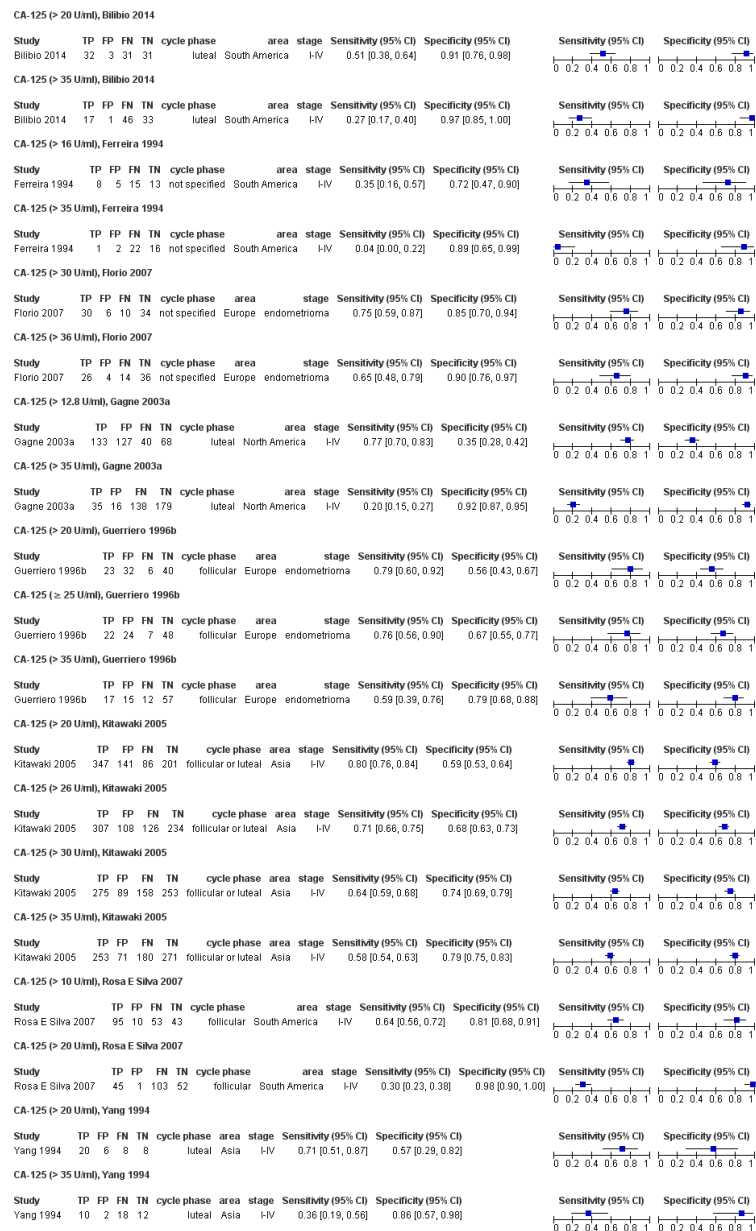 CA-125 (> 20 U/ml), Bilibio 2014
Study TP FP FN TN cycle phase area stage Sensitivity (95% CI) Specificity (95% CI) Sensitivity (95% CI) Specificity (95% CI)
Bilibio 2014 32 3 31 31 luteal South America I-IV 0.51 [0.38, 0.64] 0.91 [0.76, 0.98]
0 0.2 0.4 0.6 0.8 1 0 0.2 0.4 0.6 0.8 1
CA-125 (> 35 U/ml), Bilibio 2014
Study TP FP FN TN cycle phase area stage Sensitivity (95% CI) Specificity (95% CI) Sensitivity (95% CI) Specificity (95% CI)
Bilibio 2014 17 1 46 33 luteal South America I-IV 0.27 [0.17, 0.40] 0.97 [0.85, 1.00]
0 0.2 0.4 0.6 0.8 1 0 0.2 0.4 0.6 0.8 1
CA-125 (> 16 U/ml), Ferreira 1994
Study TP FP FN TN cycle phase area stage Sensitivity (95% CI) Specificity (95% CI) Sensitivity (95% CI) Specificity (95% CI)
Ferreira 1994 8 5 15 13 not specified South America I-IV 0.35 [0.16, 0.57] 0.72 [0.47, 0.90]
0 0.2 0.4 0.6 0.8 1 0 0.2 0.4 0.6 0.8 1
CA-125 (> 35 U/ml), Ferreira 1994
Study TP FP FN TN cycle phase area stage Sensitivity (95% CI) Specificity (95% CI) Sensitivity (95% CI) Specificity (95% CI)
Ferreira 1994 1 2 22 16 not specified South America I-IV 0.04 [0.00, 0.22] 0.89 [0.65, 0.99]
0 0.2 0.4 0.6 0.8 1 0 0.2 0.4 0.6 0.8 1
CA-125 (> 30 U/ml), Florio 2007
Study TP FP FN TN cycle phase area stage Sensitivity (95% CI) Specificity (95% CI) Sensitivity (95% CI) Specificity (95% CI)
Florio 2007 30 6 10 34 not specified Europe endometrioma 0.75 [0.59, 0.87] 0.85 [0.70, 0.94]
0 0.2 0.4 0.6 0.8 1 0 0.2 0.4 0.6 0.8 1
CA-125 (> 36 U/ml), Florio 2007
Study TP FP FN TN cycle phase area stage Sensitivity (95% CI) Specificity (95% CI) Sensitivity (95% CI) Specificity (95% CI)
Florio 2007 26 4 14 36 not specified Europe endometrioma 0.65 [0.48, 0.79] 0.90 [0.76, 0.97]
0 0.2 0.4 0.6 0.8 1 0 0.2 0.4 0.6 0.8 1
CA-125 (> 12.8 U/ml), Gagne 2003a
Study TP FP FN TN cycle phase area stage Sensitivity (95% CI) Specificity (95% CI) Sensitivity (95% CI) Specificity (95% CI)
Gagne 2003a 133 127 40 68 luteal North America I-IV 0.77 [0.70, 0.83] 0.35 [0.28, 0.42]
0 0.2 0.4 0.6 0.8 1 0 0.2 0.4 0.6 0.8 1
CA-125 (> 35 U/ml), Gagne 2003a
Study TP FP FN TN cycle phase area stage Sensitivity (95% CI) Specificity (95% CI) Sensitivity (95% CI) Specificity (95% CI)
Gagne 2003a 35 16 138 179 luteal North America I-IV 0.20 [0.15, 0.27] 0.92 [0.87, 0.95]
0 0.2 0.4 0.6 0.8 1 0 0.2 0.4 0.6 0.8 1
CA-125 (> 20 U/ml), Guerriero 1996b
Study TP FP FN TN cycle phase area stage Sensitivity (95% CI) Specificity (95% CI) Sensitivity (95% CI) Specificity (95% CI)
Guerriero 1996b 23 32 6 40 follicular Europe endometrioma 0.79 [0.60, 0.92] 0.56 [0.43, 0.67]
0 0.2 0.4 0.6 0.8 1 0 0.2 0.4 0.6 0.8 1
CA-125 (≥ 25 U/ml), Guerriero 1996b
Study TP FP FN TN cycle phase area stage Sensitivity (95% CI) Specificity (95% CI) Sensitivity (95% CI) Specificity (95% CI)
Guerriero 1996b 22 24 7 48 follicular Europe endometrioma 0.76 [0.56, 0.90] 0.67 [0.55, 0.77]
0 0.2 0.4 0.6 0.8 1 0 0.2 0.4 0.6 0.8 1
CA-125 (> 35 U/ml), Guerriero 1996b
Study TP FP FN TN cycle phase area stage Sensitivity (95% CI) Specificity (95% CI) Sensitivity (95% CI) Specificity (95% CI)
Guerriero 1996b 17 15 12 57 follicular Europe endometrioma 0.59 [0.39, 0.76] 0.79 [0.68, 0.88]
0 0.2 0.4 0.6 0.8 1 0 0.2 0.4 0.6 0.8 1
CA-125 (> 20 U/ml), Kitawaki 2005
Study TP FP FN TN cycle phase area stage Sensitivity (95% CI) Specificity (95% CI) Sensitivity (95% CI) Specificity (95% CI)
Kitawaki 2005 347 141 86 201 follicular or luteal Asia I-IV 0.80 [0.76, 0.84] 0.59 [0.53, 0.64]
0 0.2 0.4 0.6 0.8 1 0 0.2 0.4 0.6 0.8 1
CA-125 (> 26 U/ml), Kitawaki 2005
Study TP FP FN TN cycle phase area stage Sensitivity (95% CI) Specificity (95% CI) Sensitivity (95% CI) Specificity (95% CI)
Kitawaki 2005 307 108 126 234 follicular or luteal Asia I-IV 0.71 [0.66, 0.75] 0.68 [0.63, 0.73]
0 0.2 0.4 0.6 0.8 1 0 0.2 0.4 0.6 0.8 1
CA-125 (> 30 U/ml), Kitawaki 2005
Study TP FP FN TN cycle phase area stage Sensitivity (95% CI) Specificity (95% CI) Sensitivity (95% CI) Specificity (95% CI)
Kitawaki 2005 275 89 158 253 follicular or luteal Asia I-IV 0.64 [0.59, 0.68] 0.74 [0.69, 0.79]
0 0.2 0.4 0.6 0.8 1 0 0.2 0.4 0.6 0.8 1
CA-125 (> 35 U/ml), Kitawaki 2005
Study TP FP FN TN cycle phase area stage Sensitivity (95% CI) Specificity (95% CI) Sensitivity (95% CI) Specificity (95% CI)
Kitawaki 2005 253 71 180 271 follicular or luteal Asia I-IV 0.58 [0.54, 0.63] 0.79 [0.75, 0.83]
0 0.2 0.4 0.6 0.8 1 0 0.2 0.4 0.6 0.8 1
CA-125 (> 10 U/ml), Rosa E Silva 2007
Study TP FP FN TN cycle phase area stage Sensitivity (95% CI) Specificity (95% CI) Sensitivity (95% CI) Specificity (95% CI)
Rosa E Silva 2007 95 10 53 43 follicular South America I-IV 0.64 [0.56, 0.72] 0.81 [0.68, 0.91]
0 0.2 0.4 0.6 0.8 1 0 0.2 0.4 0.6 0.8 1
CA-125 (> 20 U/ml), Rosa E Silva 2007
Study TP FP FN TN cycle phase area stage Sensitivity (95% CI) Specificity (95% CI) Sensitivity (95% CI) Specificity (95% CI)
Rosa E Silva 2007 45 1 103 52 follicular South America I-IV 0.30 [0.23, 0.38] 0.98 [0.90, 1.00]
0 0.2 0.4 0.6 0.8 1 0 0.2 0.4 0.6 0.8 1
CA-125 (> 20 U/ml), Yang 1994
Study TP FP FN TN cycle phase area stage Sensitivity (95% CI) Specificity (95% CI) Sensitivity (95% CI) Specificity (95% CI)
Yang 1994 20 6 8 8 luteal Asia I-IV 0.71 [0.51, 0.87] 0.57 [0.29, 0.82]
0 0.2 0.4 0.6 0.8 1 0 0.2 0.4 0.6 0.8 1
CA-125 (> 35 U/ml), Yang 1994
Study TP FP FN TN cycle phase area stage Sensitivity (95% CI) Specificity (95% CI) Sensitivity (95% CI) Specificity (95% CI)
Yang 1994 10 2 18 12 luteal Asia I-IV 0.36 [0.19, 0.56] 0.86 [0.57, 0.98]
0 0.2 0.4 0.6 0.8 1 0 0.2 0.4 0.6 0.8 1